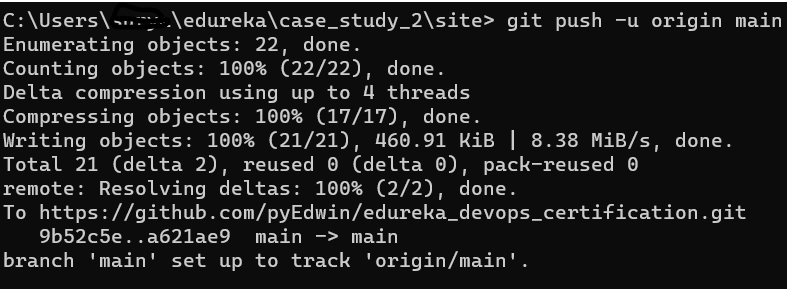 C:\Users\ \edureka\case_study_2\site> git push -u origin main
Enumerating objects: 22, done.
Counting objects: 100% (22/22), done.
Delta compression using up to 4 threads
Compressing objects: 100% (17/17), done.
Writing objects: 100% (21/21), 460.91 KiB | 8.38 MiB/s, done.
Total 21 (delta 2), reused 0 (delta 0), pack-reused 0
remote: Resolving deltas: 100% (2/2), done.
To https://github.com/pyEdwin/edureka_devops_certification.git
   9b52c5e..a621ae9  main -> main
branch 'main' set up to track 'origin/main'.